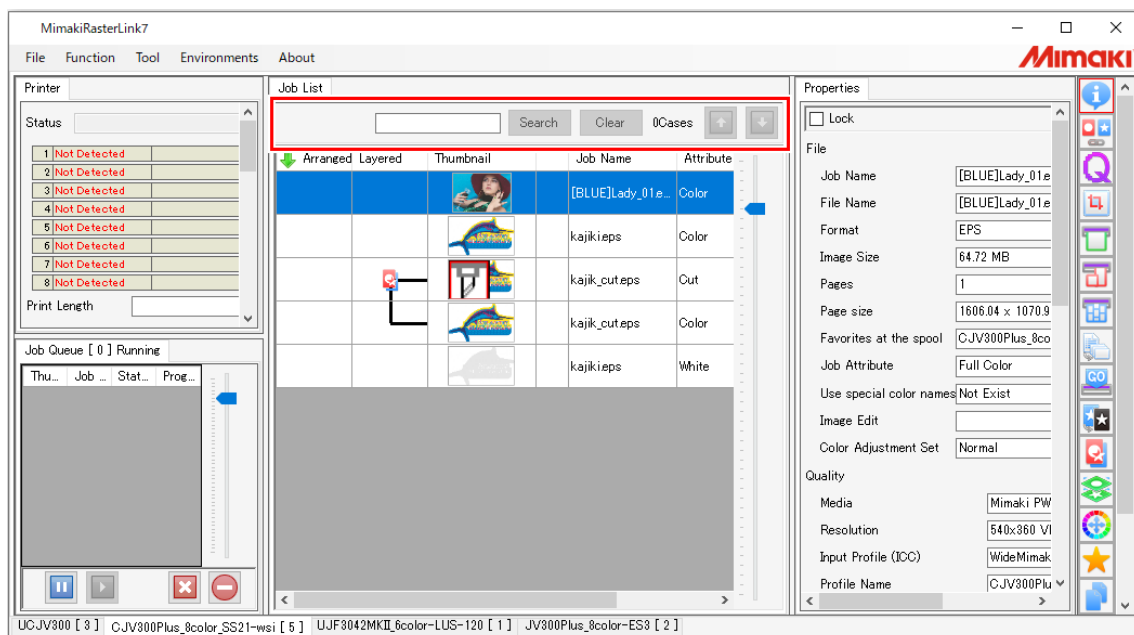 MimakiRasterLink7
File Function Tool Environments About
Mimaki
Printer
Status
1 Not Detected
2 Not Detected
3 Not Detected
4 Not Detected
5 Not Detected
6 Not Detected
7 Not Detected
8 Not Detected
Print Length
Job Queue [ 0 ] Running
Thu... Job ... Stat... Prog...
Job List
Search Clear 0Cases
Arranged Layered Thumbnail Job Name Attribute
[BLUE]Lady_01.e... Color
kajiki.eps Color
kajik_cut.eps Cut
kajik_cut.eps Color
kajiki.eps White
Properties
Lock
File
Job Name [BLUE]Lady_01.e
File Name [BLUE]Lady_01.e
Format EPS
Image Size 64.72 MB
Pages 1
Page size 1606.04 x 1070.9
Favorites at the spool CJV300Plus_8co
Job Attribute Full Color
Use special color names Not Exist
Image Edit
Color Adjustment Set Normal
Quality
Media Mimaki PW
Resolution 540x360 VI
Input Profile (ICC) WideMimak
Profile Name CJV300Plu
GO
UCJV300 [ 3 ] CJV300Plus_8color_SS21-wsi [ 5 ] UJF3042MKII_6color-LUS-120 [ 1 ] JV300Plus_8color-ES3 [ 2 ]